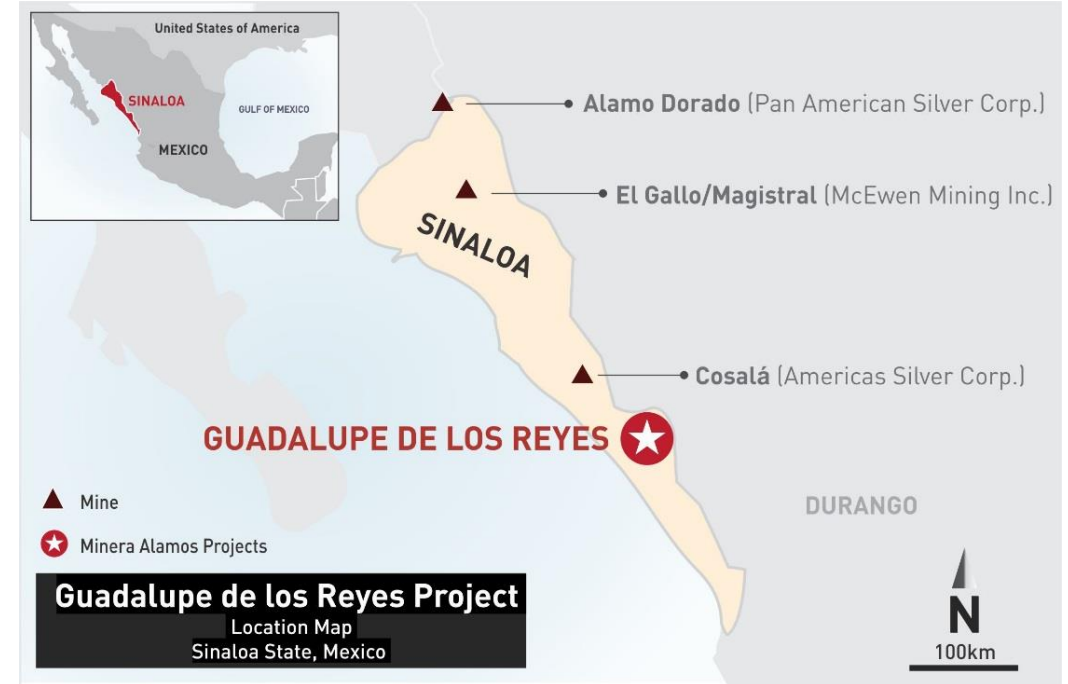 United States of America
SINALOA
GULF OF MEXICO
MEXICO
Alamo Dorado (Pan American Silver Corp.)
El Gallo/Magistral (McEwen Mining Inc.)
SINALOA
Cosalá (Americas Silver Corp.)
GUADALUPE DE LOS REYES
DURANGO
Mine
Minera Alamos Projects
Guadalupe de los Reyes Project
Location Map
Sinaloa State, Mexico
N
100km